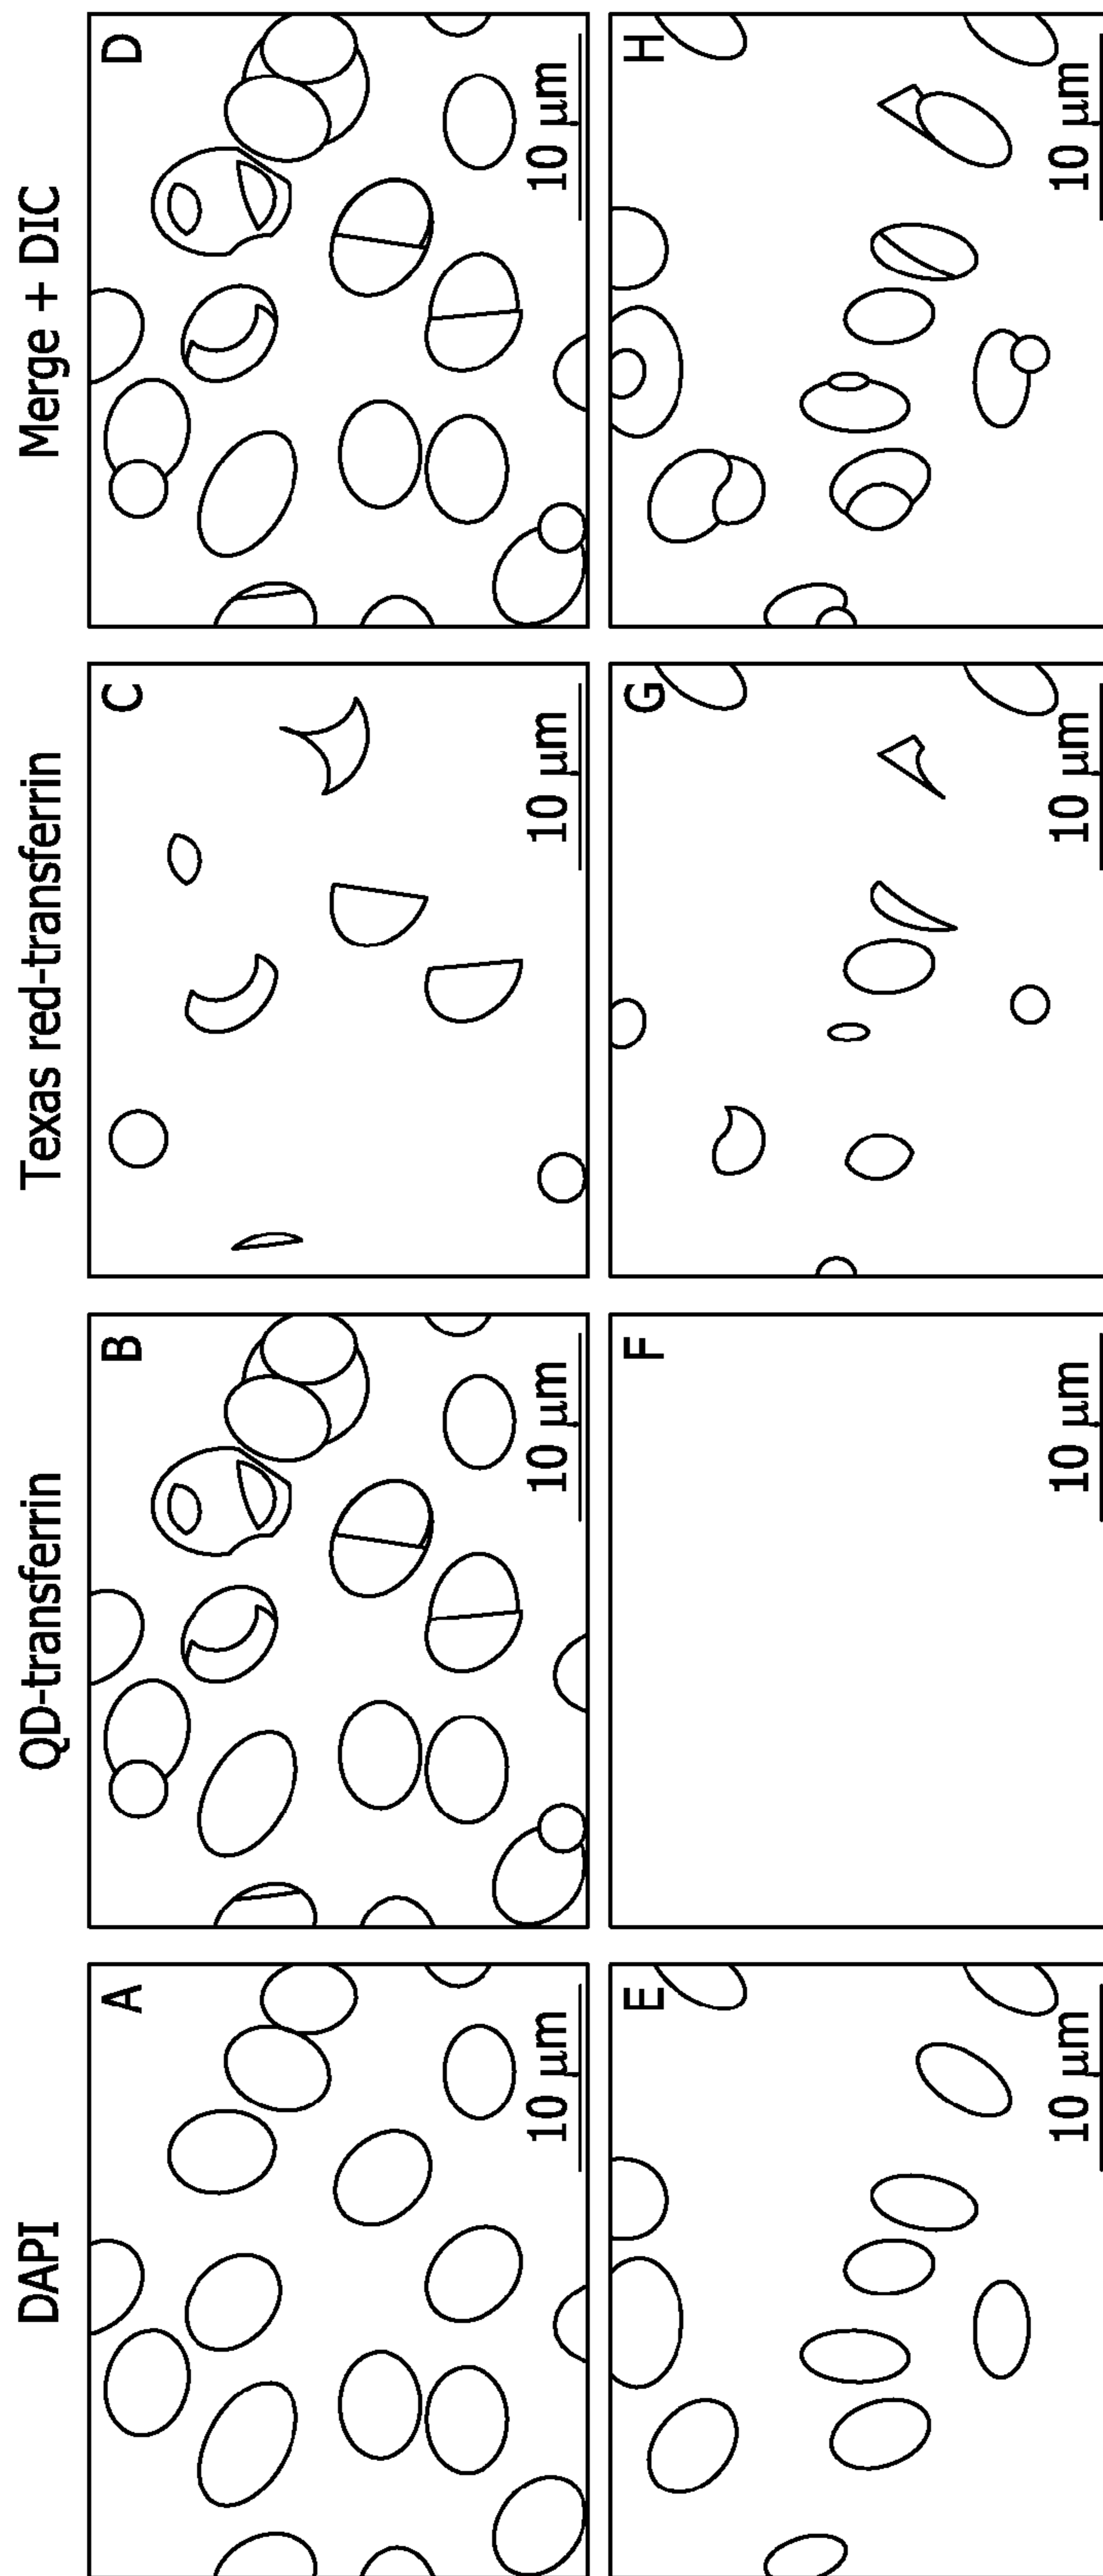 DAPI
QD-transferrin
Texas red-transferrin
Merge + DIC
A
10 µm
B
10 µm
C
10 µm
D
10 µm
E
10 µm
F
10 µm
G
10 µm
H
10 µm